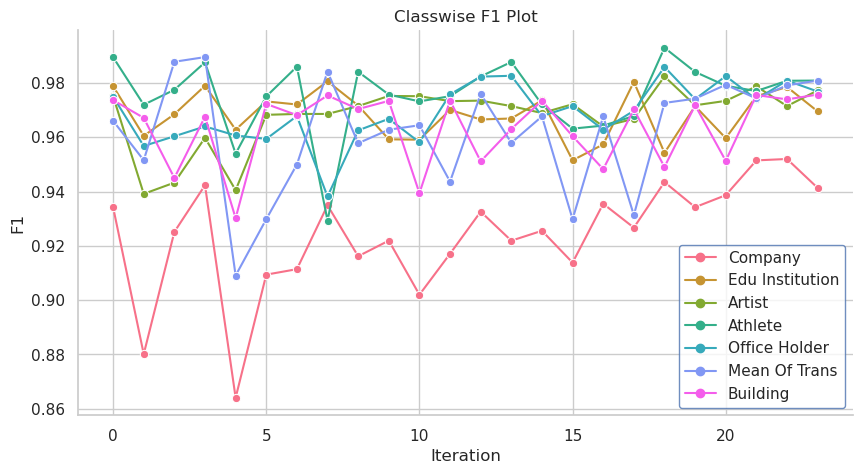 Classwise F1 Plot
F1
0.98
0.96
0.94
0.92
0.90
0.88
0.86
Company
Edu Institution
Artist
Athlete
Office Holder
Mean Of Trans
Building
0 5 10 15 20
Iteration